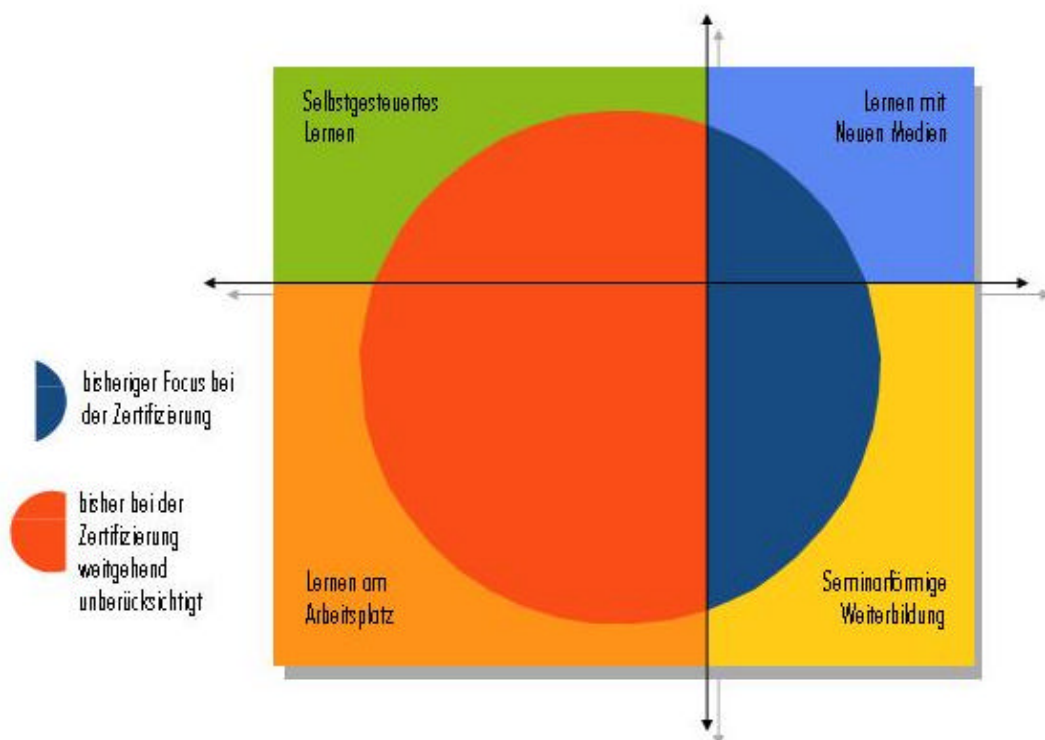 Selbstgesteuertes
Lernen
Lernen mit
Neuen Medien
bisheriger Focus bei
der Zertifizierung
bisher bei der
Zertifizierung
weitgehend
unberücksichtigt
Lernen am
Arbeitsplatz
Seminarförmige
Weiterbildung